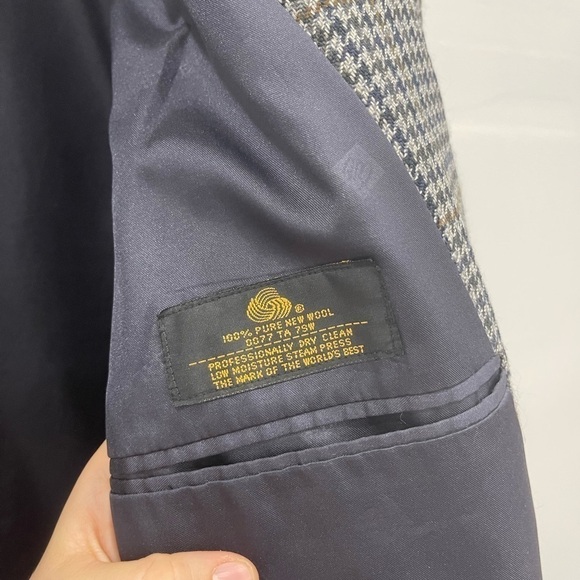 ®
100% PURE NEW WOOL
0077 TA 79W
PROFESSIONALLY DRY CLEAN
LOW MOISTURE STEAM PRESS
THE MARK OF THE WORLD'S BEST